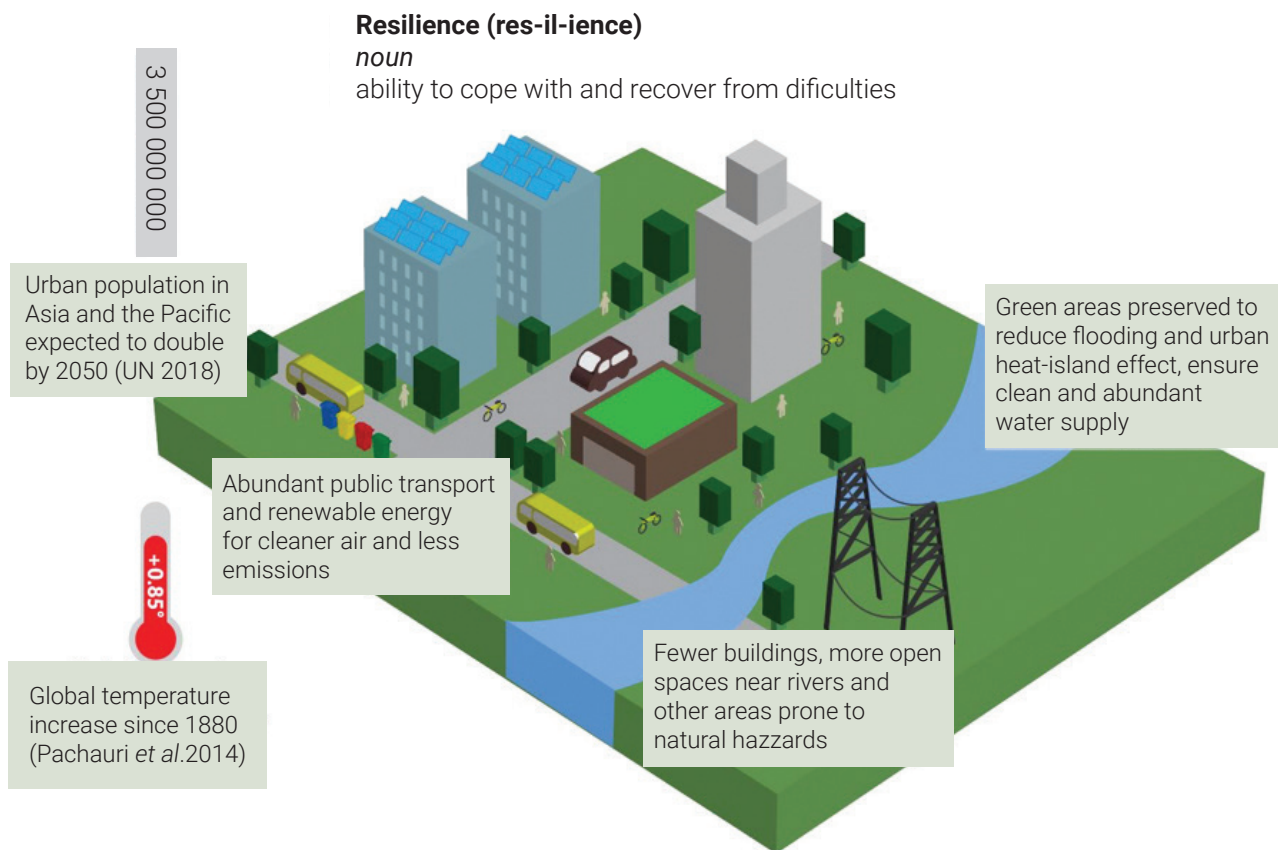 Resilience (res-il-ience)
noun
ability to cope with and recover from dificulties
3 500 000 000
Urban population in
Asia and the Pacific
expected to double
by 2050 (UN 2018)
Green areas preserved to
reduce flooding and urban
heat-island effect, ensure
clean and abundant
water supply
Abundant public transport
and renewable energy
for cleaner air and less
emissions
+0.85°
Global temperature
increase since 1880
(Pachauri et al.2014)
Fewer buildings, more open
spaces near rivers and
other areas prone to
natural hazzards